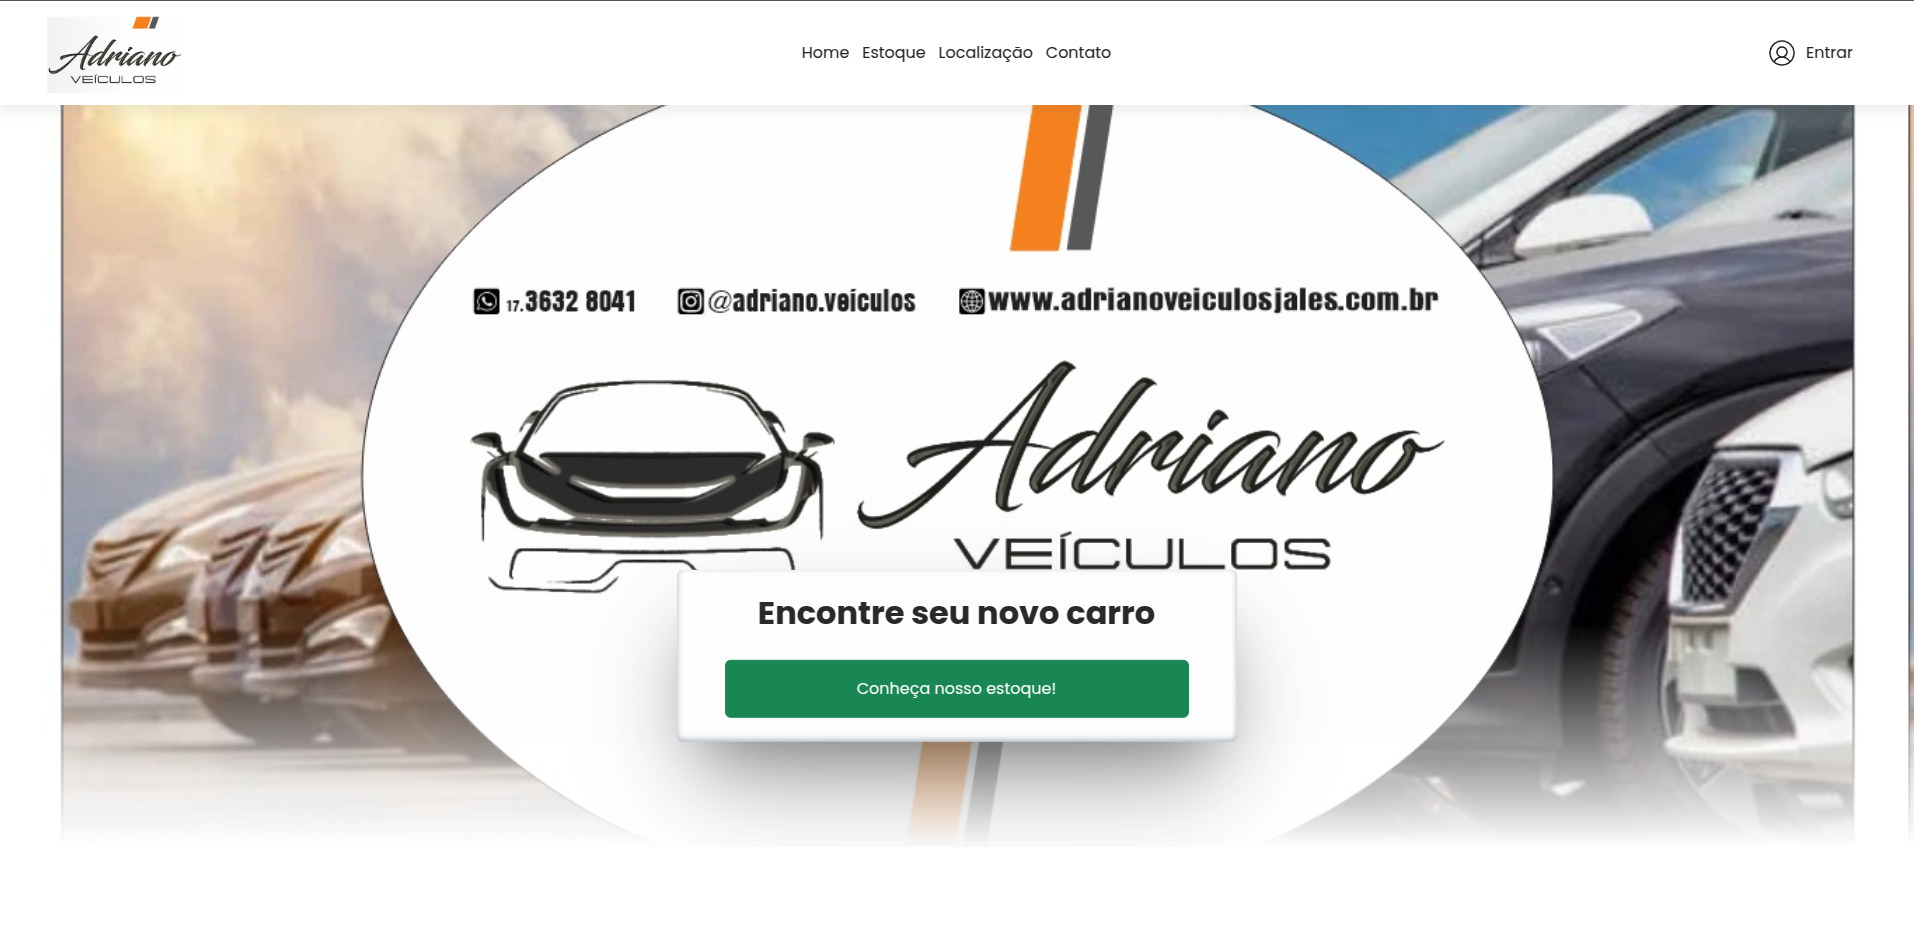 Adriano
VEÍCULOS
Home Estoque Localização Contato
Entrar
17.3632 8041 @adriano.veículos www.adrianoveiculosjales.com.br
Adriano
VEÍCULOS
Encontre seu novo carro
Conheça nosso estoque!